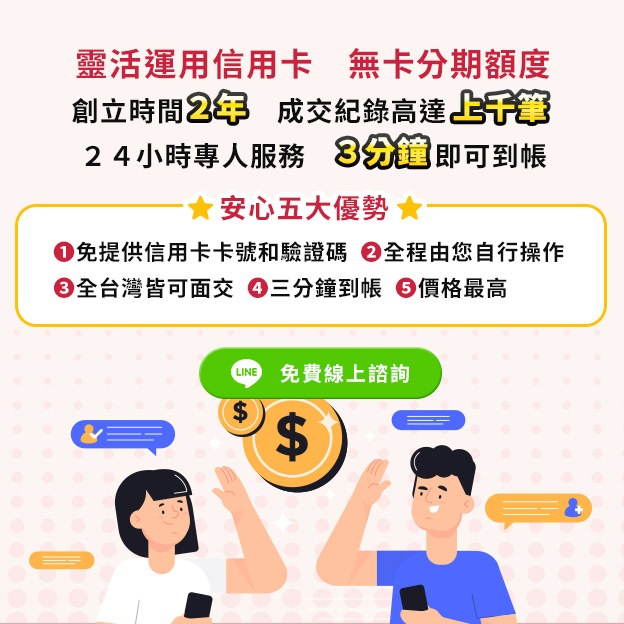 靈活運用信用卡 無卡分期額度
創立時間2年 成交紀錄高達上千筆
２４小時專人服務 3分鐘即可到帳
安心五大優勢
❶免提供信用卡卡號和驗證碼 ❷全程由您自行操作
❸全台灣皆可面交 ❹三分鐘到帳 ❺價格最高
LINE 免費線上諮詢
$
$